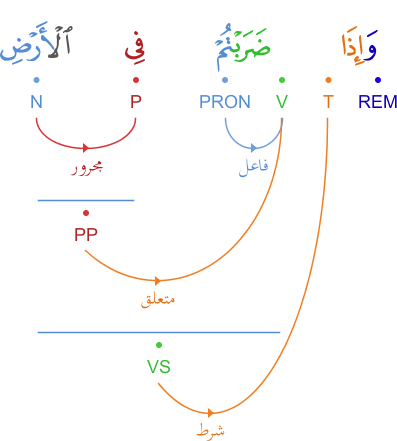 وَإِذَا ضَرَبْتُمْ فِى ٱلْأَرْضِ
REM T V PRON P N
فاعل مجرور
PP
متعلق
VS
شرط